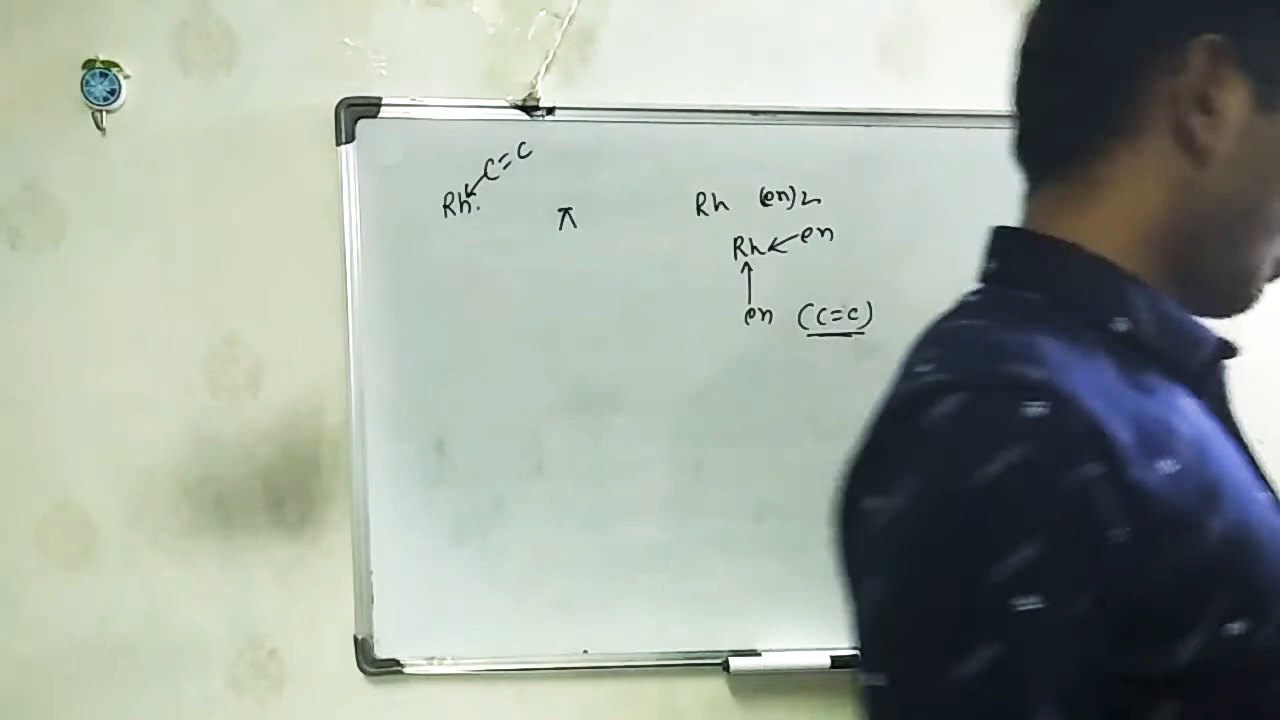 C=C
Rh.
π
Rh (en)2
Rh ← en
↑
en (C=C)